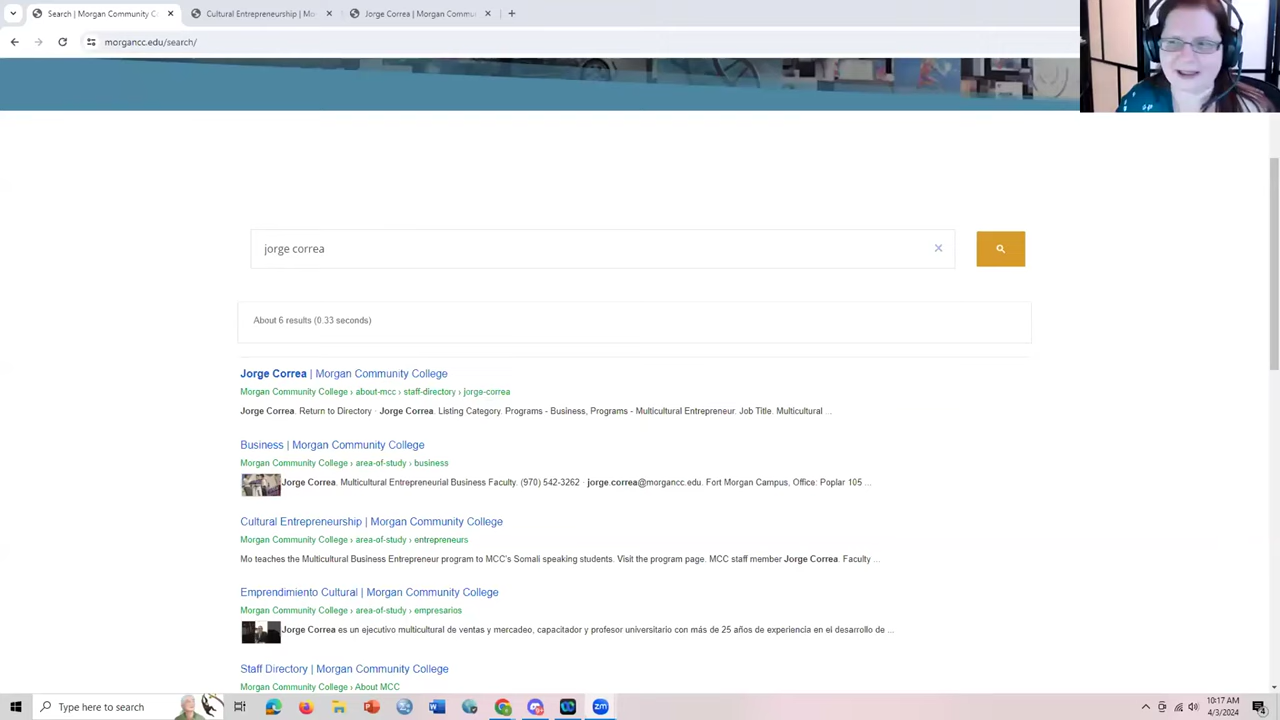 Search | Morgan Community C
Cultural Entrepreneurship | Mo
Jorge Correa | Morgan Commu
morgancc.edu/search/
jorge correa
About 6 results (0.33 seconds)
Jorge Correa | Morgan Community College
Morgan Community College › about-mcc › staff-directory › jorge-correa
Jorge Correa. Return to Directory · Jorge Correa. Listing Category. Programs - Business, Programs - Multicultural Entrepreneur. Job Title. Multicultural ...
Business | Morgan Community College
Morgan Community College › area-of-study › business
Jorge Correa. Multicultural Entrepreneurial Business Faculty. (970) 542-3262 · jorge.correa@morgancc.edu. Fort Morgan Campus, Office: Poplar 105 ...
Cultural Entrepreneurship | Morgan Community College
Morgan Community College › area-of-study › entrepreneurs
Mo teaches the Multicultural Business Entrepreneur program to MCC's Somali speaking students. Visit the program page. MCC staff member Jorge Correa. Faculty ...
Emprendimiento Cultural | Morgan Community College
Morgan Community College › area-of-study › empresarios
Jorge Correa es un ejecutivo multicultural de ventas y mercadeo, capacitador y profesor universitario con más de 25 años de experiencia en el desarrollo de ...
Staff Directory | Morgan Community College
Morgan Community College › About MCC
Type here to search
zm
10:17 AM
4/3/2024
4